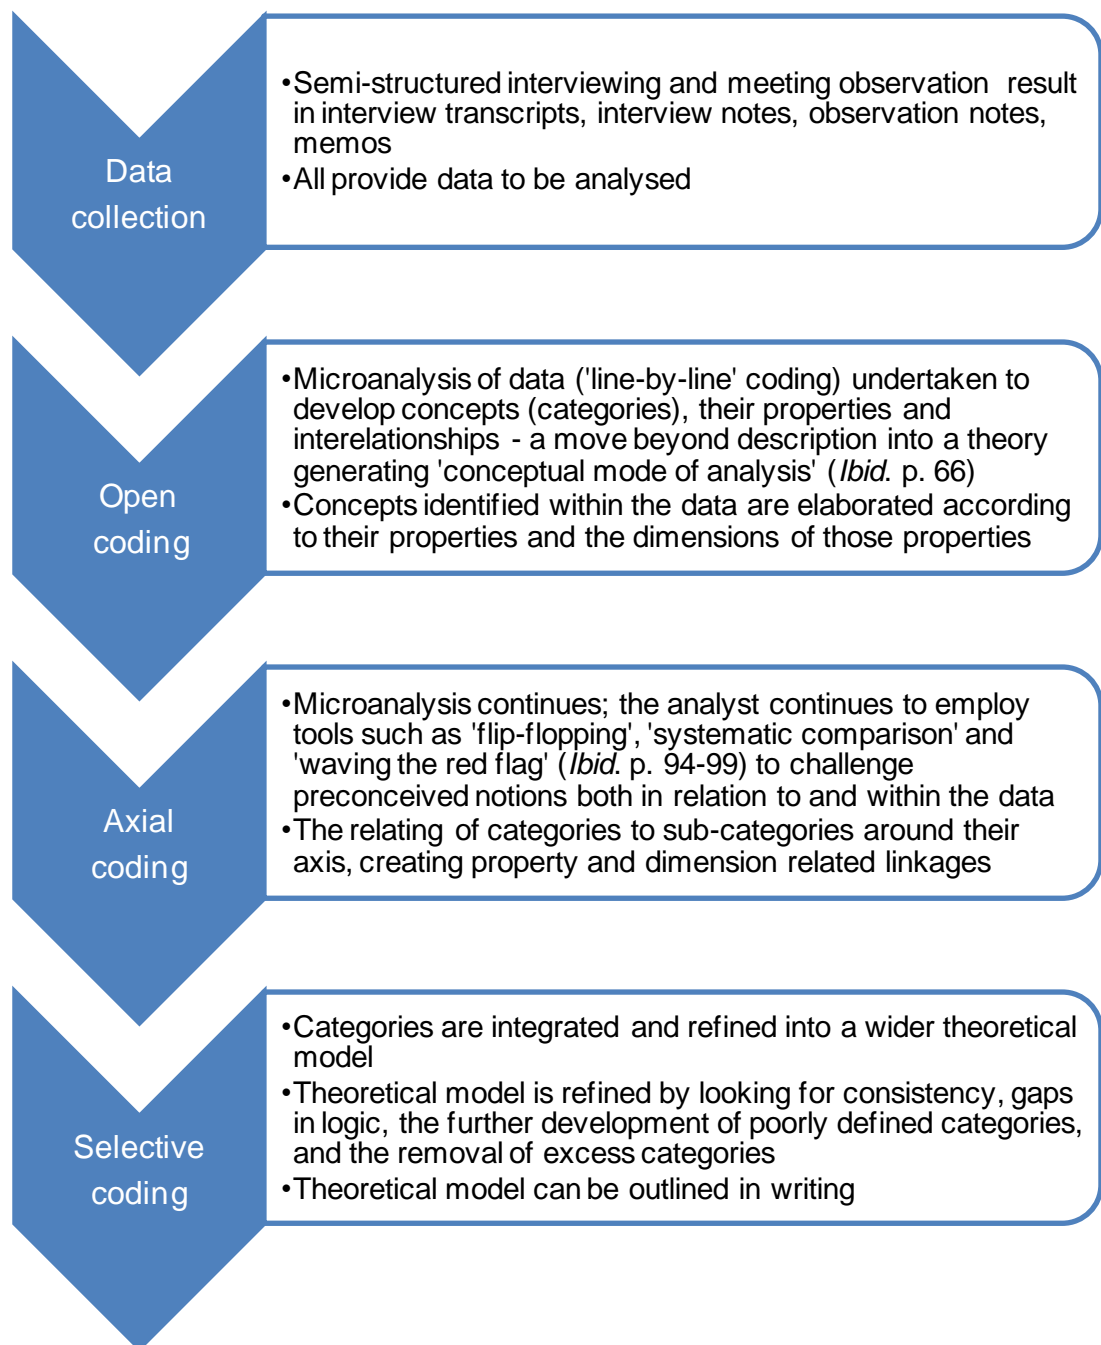 Data
collection
•Semi-structured interviewing and meeting observation result
in interview transcripts, interview notes, observation notes,
memos
•All provide data to be analysed
Open
coding
•Microanalysis of data ('line-by-line' coding) undertaken to
develop concepts (categories), their properties and
interelationships - a move beyond description into a theory
generating 'conceptual mode of analysis' (Ibid. p. 66)
•Concepts identified within the data are elaborated according
to their properties and the dimensions of those properties
Axial
coding
•Microanalysis continues; the analyst continues to employ
tools such as 'flip-flopping', 'systematic comparison' and
'waving the red flag' (Ibid. p. 94-99) to challenge
preconceived notions both in relation to and within the data
•The relating of categories to sub-categories around their
axis, creating property and dimension related linkages
Selective
coding
•Categories are integrated and refined into a wider theoretical
model
•Theoretical model is refined by looking for consistency, gaps
in logic, the further development of poorly defined categories,
and the removal of excess categories
•Theoretical model can be outlined in writing